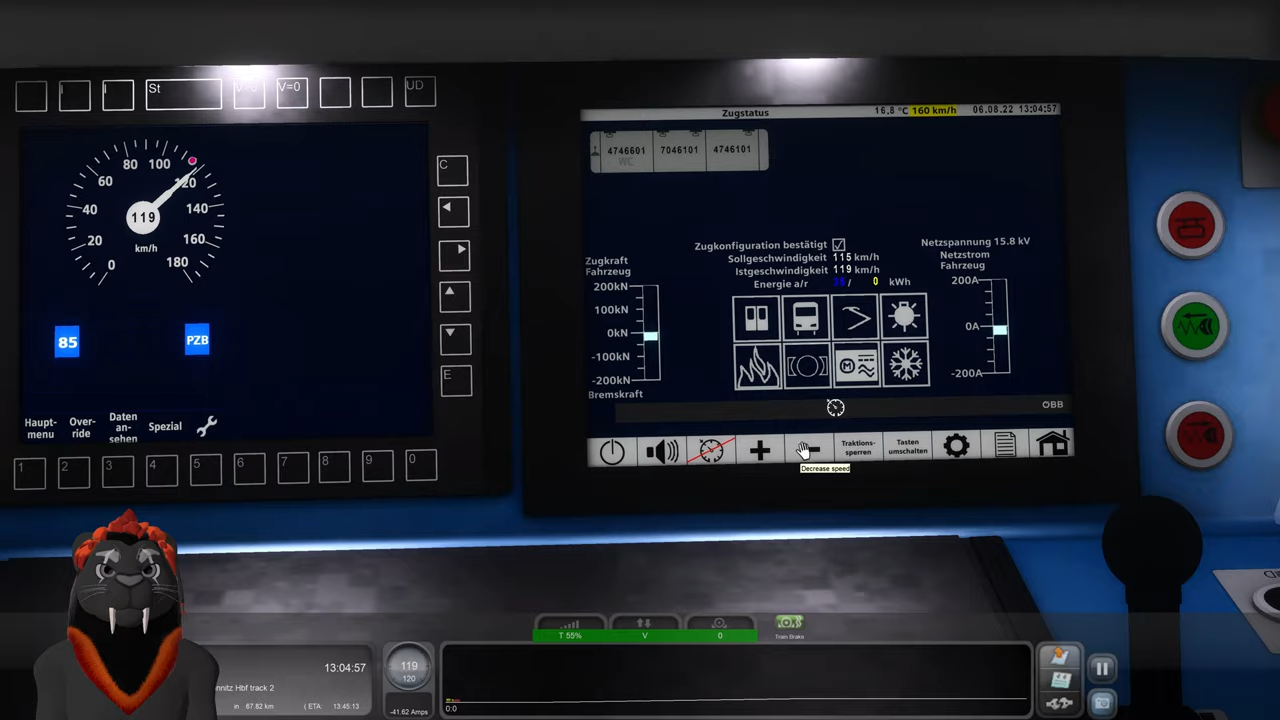 St
V=0
V=0
UD
80 100
60
120
40
119
140
20
km/h
160
0
180
85
PZB
C
E
Haupt-
menu
Over-
ride
Daten
an-
sehen
Spezial
1 2 3 4 5 6 7 8 9 0
Zugstatus
16,8 °C 160 km/h 06.08.22 13:04:57
4746601 7046101 4746101
WC
Zugkonfiguration bestätigt
Sollgeschwindigkeit 115 km/h
Istgeschwindigkeit 119 km/h
Energie a/r / 0 kWh
Zugkraft
Fahrzeug
200kN
100kN
0kN
-100kN
-200kN
Bremskraft
Netzspannung 15.8 kV
Netzstrom
Fahrzeug
200A
0A
-200A
ÖBB
Traktions-
sperren
Tasten
umschalten
Decrease speed
T 55% V 0 Train Brake
13:04:57
nnitz Hbf track 2
in 67.82 km ( ETA: 13:45:13
119
120
-41.62 Amps
0:0